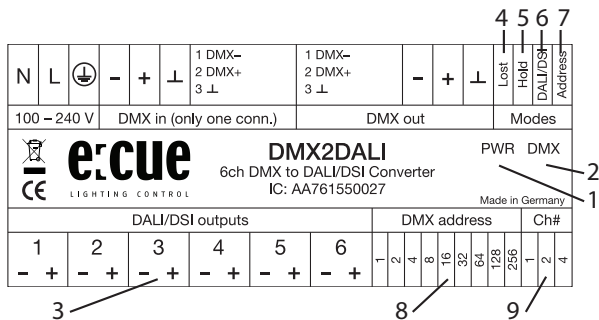 4 5 6 7
N L - + ⊥ 1 DMX– 1 DMX– - + ⊥ Lost Hold DALI/DSI Address
2 DMX+ 2 DMX+
3 ⊥ 3 ⊥
100 – 240 V DMX in (only one conn.) DMX out Modes
e:cue
LIGHTING CONTROL
CE
DMX2DALI
6ch DMX to DALI/DSI Converter
IC: AA761550027
PWR DMX
2
1
Made in Germany
DALI/DSI outputs DMX address Ch#
1 2 3 4 5 6 1 2 4 8 16 32 64 128 256 1 2 4
- + - + - + - + - + - +
3 8 9